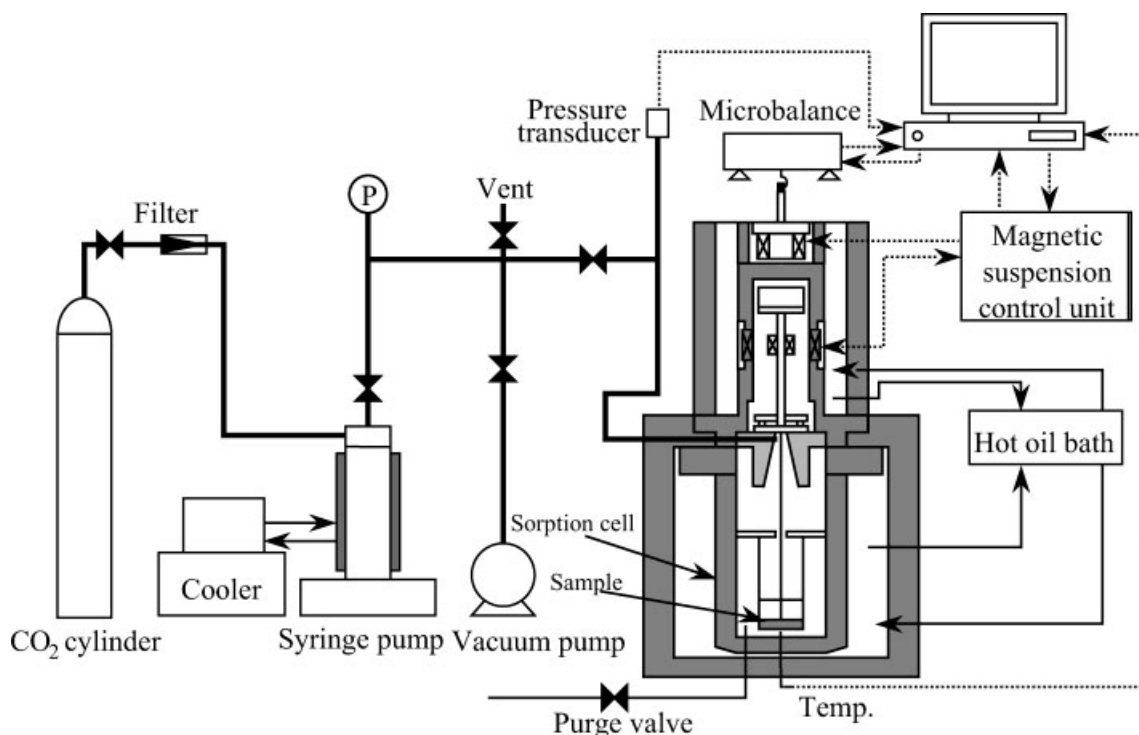 Pressure
transducer
Microbalance
P
Vent
Filter
Magnetic
suspension
control unit
Hot oil bath
Sorption cell
Sample
Cooler
CO2 cylinder
Syringe pump
Vacuum pump
Purge valve
Temp.